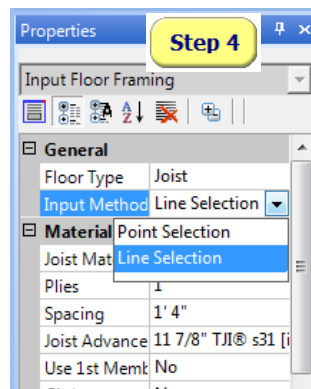 Properties
Step 4
Input Floor Framing
General
Floor Type Joist
Input Method Line Selection
Material
Point Selection
Joist Mat
Line Selection
Plies 1
Spacing 1' 4"
Joist Advance 11 7/8" TJI® s31 [i
Use 1st Memb No